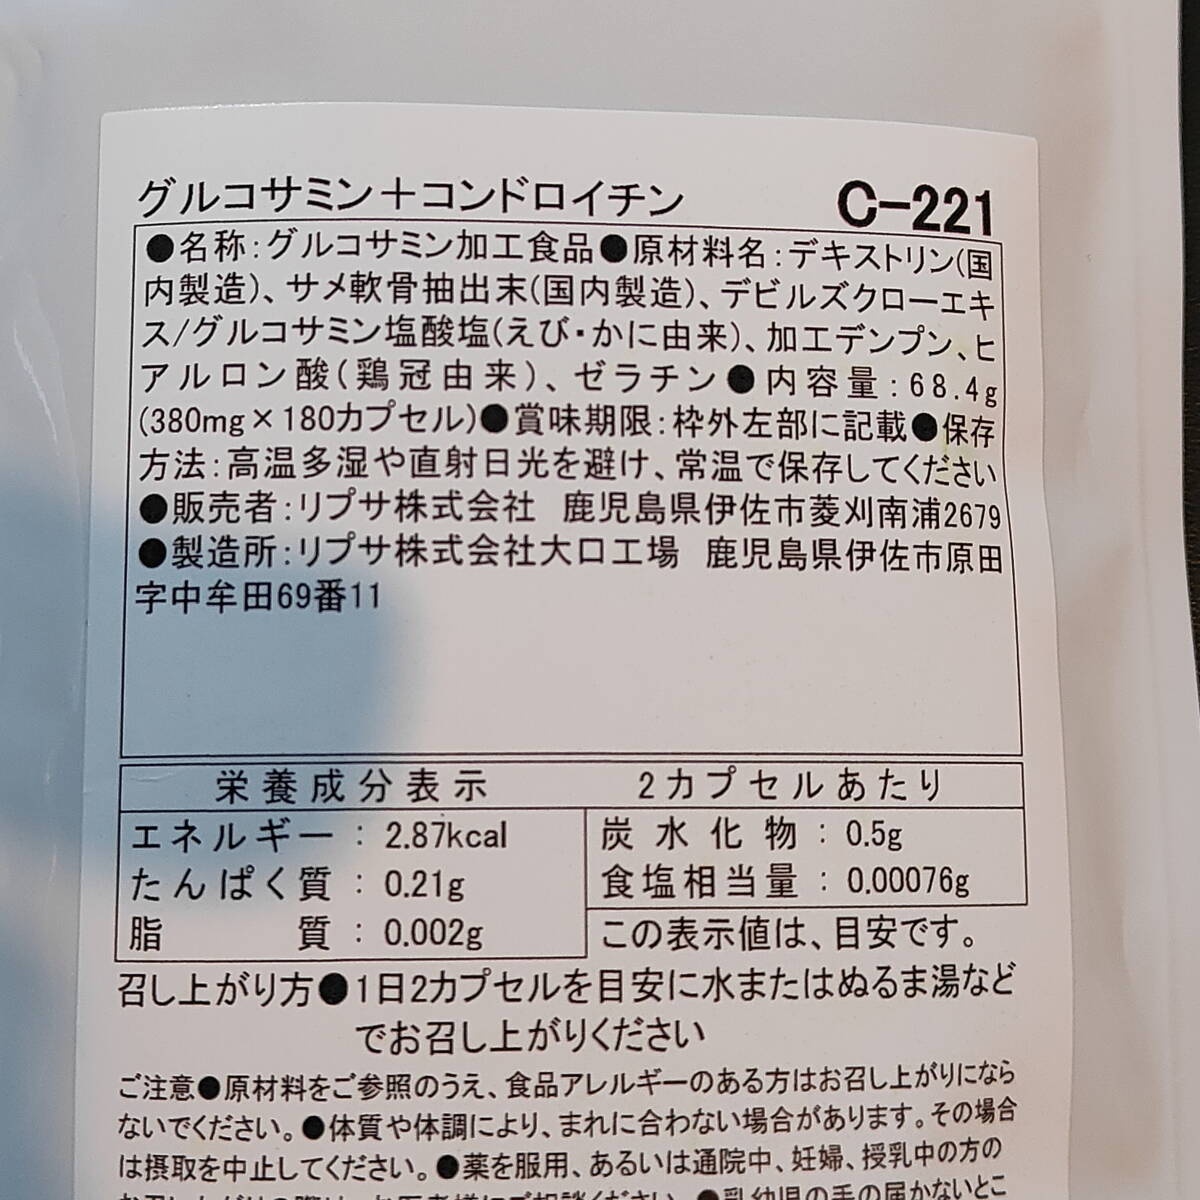 グルコサミン＋コンドロイチン C-221
●名称：グルコサミン加工食品●原材料名：デキストリン(国
内製造)、サメ軟骨抽出末(国内製造)、デビルズクローエキ
ス/グルコサミン塩酸塩(えび・かに由来)、加工デンプン、ヒ
アルロン酸(鶏冠由来)、ゼラチン●内容量：68.4g
(380mg×180カプセル)●賞味期限：枠外左部に記載●保存
方法：高温多湿や直射日光を避け、常温で保存してください
●販売者：リプサ株式会社 鹿児島県伊佐市菱刈南浦2679
●製造所：リプサ株式会社大口工場 鹿児島県伊佐市原田
字中牟田69番11
栄養成分表示 2カプセルあたり
エネルギー：2.87kcal 炭水化物：0.5g
たんぱく質：0.21g 食塩相当量：0.00076g
脂質：0.002g この表示値は、目安です。
召し上がり方●1日2カプセルを目安に水またはぬるま湯など
でお召し上がりください
ご注意●原材料をご参照のうえ、食品アレルギーのある方はお召し上がりになら
ないでください。●体質や体調により、まれに合わない場合があります。その場合
は摂取を中止してください。●薬を服用、あるいは通院中、妊婦、授乳中の方の
●乳幼児の手の届かないとこ